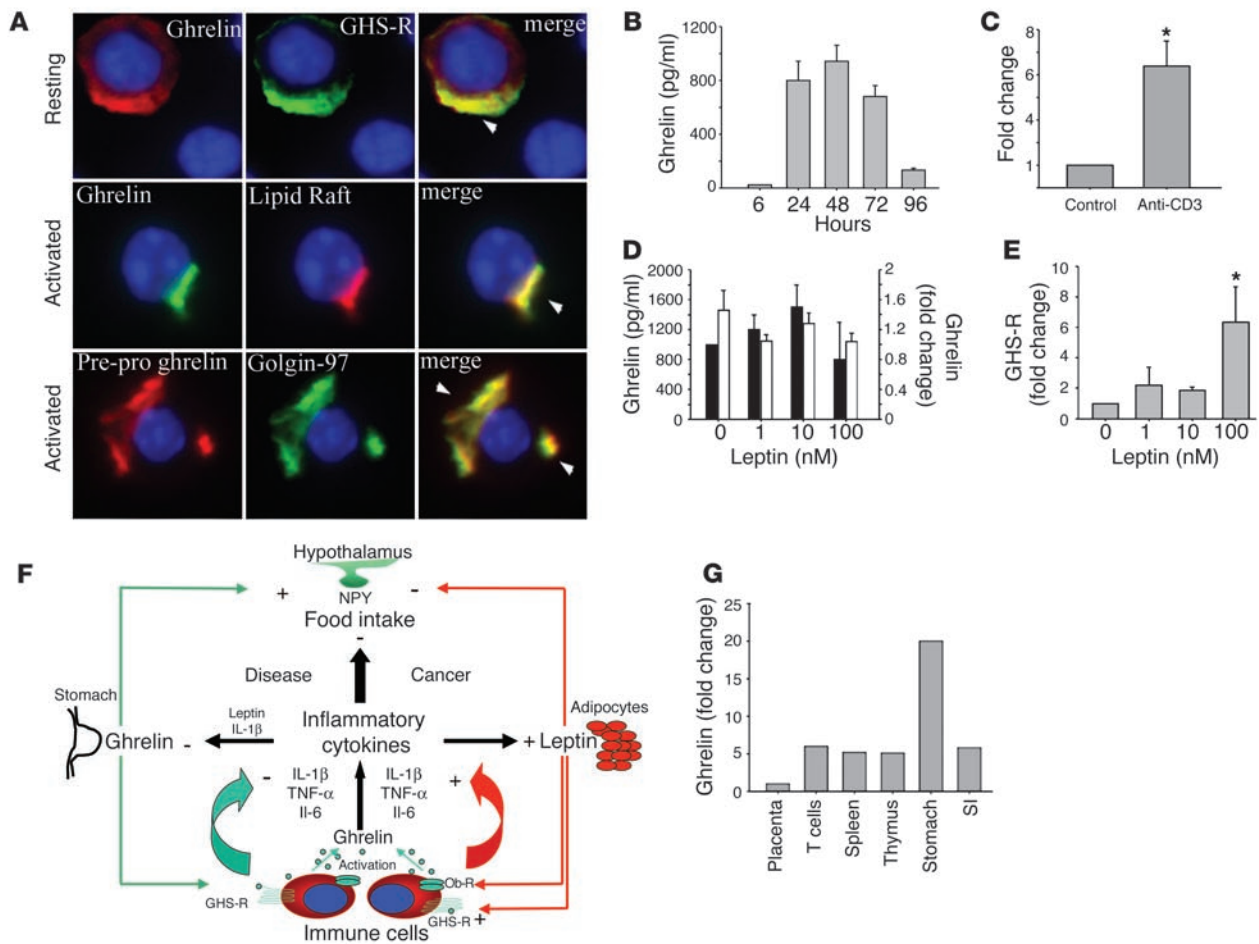 A
Resting
Ghrelin
GHS-R
merge
Activated
Ghrelin
Lipid Raft
merge
Activated
Pre-pro ghrelin
Golgin-97
merge
B
Ghrelin (pg/ml)
1200
800
400
0
6 24 48 72 96
Hours
C
Fold change
8
6
4
1
*
Control Anti-CD3
D
Ghrelin (pg/ml)
2000
1600
1200
800
400
0
2
1.6
1.2
0.8
0.4
0
Ghrelin
(fold change)
0 1 10 100
Leptin (nM)
E
GHS-R
(fold change)
10
8
6
4
2
0
*
0 1 10 100
Leptin (nM)
F
Hypothalamus
+ NPY -
Food intake
-
Disease Cancer
Stomach
Ghrelin -
Leptin
IL-1β
Inflammatory
cytokines
Adipocytes
+ Leptin
-
IL-1β
TNF-α
Il-6
IL-1β
TNF-α
Il-6
+
Ghrelin
Activation
Ob-R
GHS-R
GHS-R +
Immune cells
G
Ghrelin (fold change)
25
20
15
10
5
0
Placenta
T cells
Spleen
Thymus
Stomach
SI